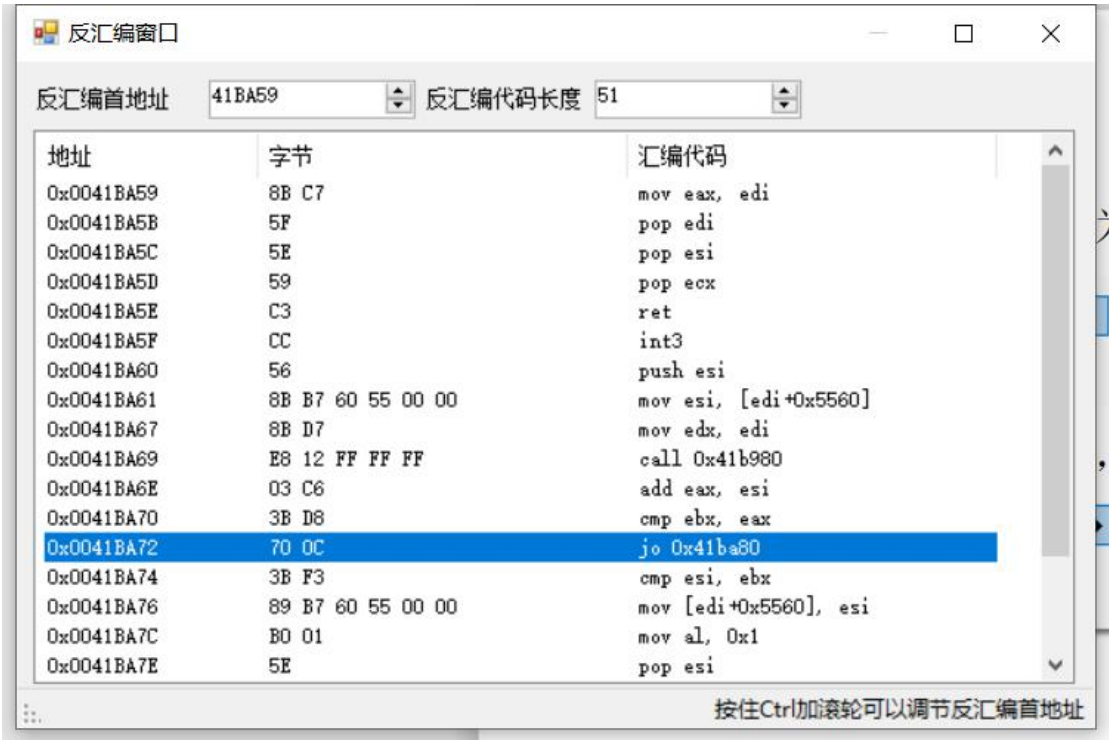 反汇编窗口
反汇编首地址 41BA59 反汇编代码长度 51
地址 字节 汇编代码
0x0041BA59 8B C7 mov eax, edi
0x0041BA5B 5F pop edi
0x0041BA5C 5E pop esi
0x0041BA5D 59 pop ecx
0x0041BA5E C3 ret
0x0041BA5F CC int3
0x0041BA60 56 push esi
0x0041BA61 8B B7 60 55 00 00 mov esi, [edi+0x5560]
0x0041BA67 8B D7 mov edx, edi
0x0041BA69 E8 12 FF FF FF call 0x41b980
0x0041BA6E 03 C6 add eax, esi
0x0041BA70 3B D8 cmp ebx, eax
0x0041BA72 70 0C jo 0x41ba80
0x0041BA74 3B F3 cmp esi, ebx
0x0041BA76 89 B7 60 55 00 00 mov [edi+0x5560], esi
0x0041BA7C B0 01 mov al, 0x1
0x0041BA7E 5E pop esi
按住Ctrl加滚轮可以调节反汇编首地址